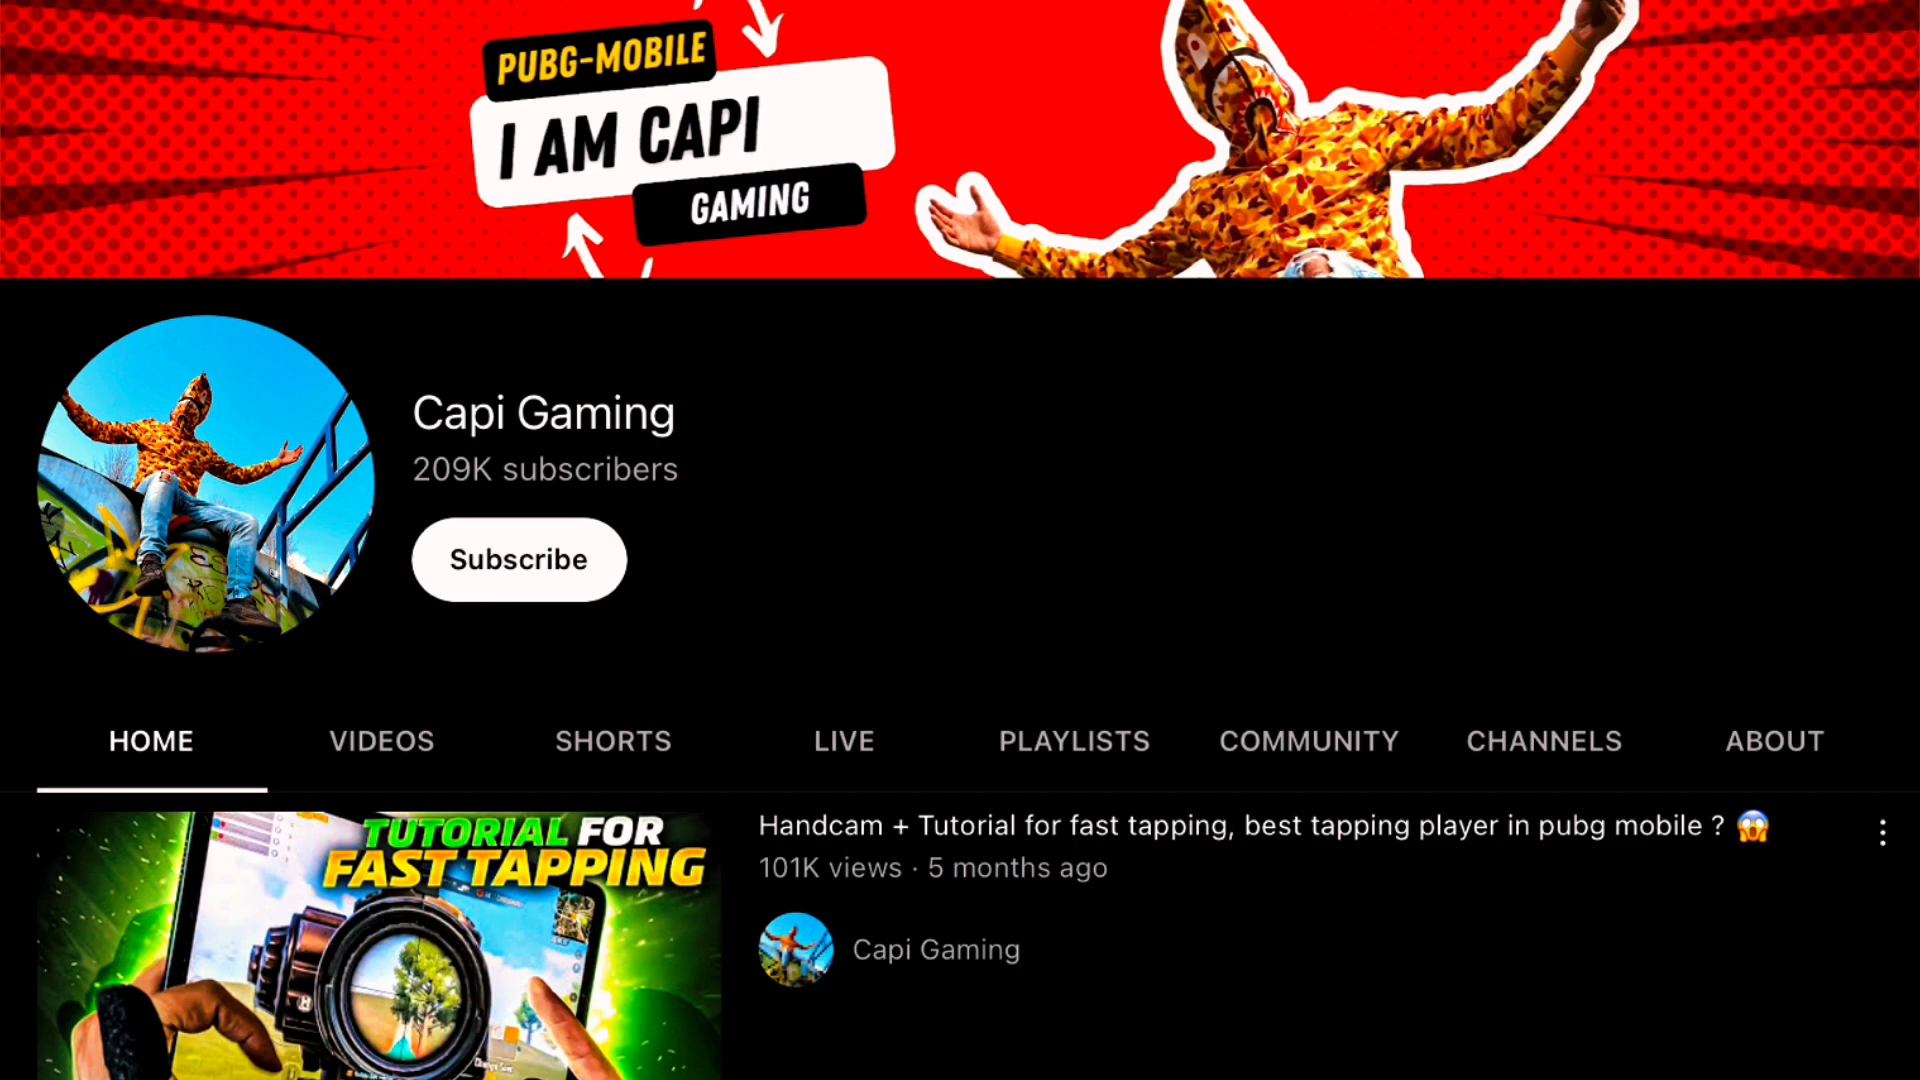 PUBG-MOBILE
I AM CAPI
GAMING
Capi Gaming
209K subscribers
Subscribe
HOME
VIDEOS
SHORTS
LIVE
PLAYLISTS
COMMUNITY
CHANNELS
ABOUT
TUTORIAL FOR
FAST TAPPING
Handcam + Tutorial for fast tapping, best tapping player in pubg mobile ? 😱
101K views · 5 months ago
Capi Gaming